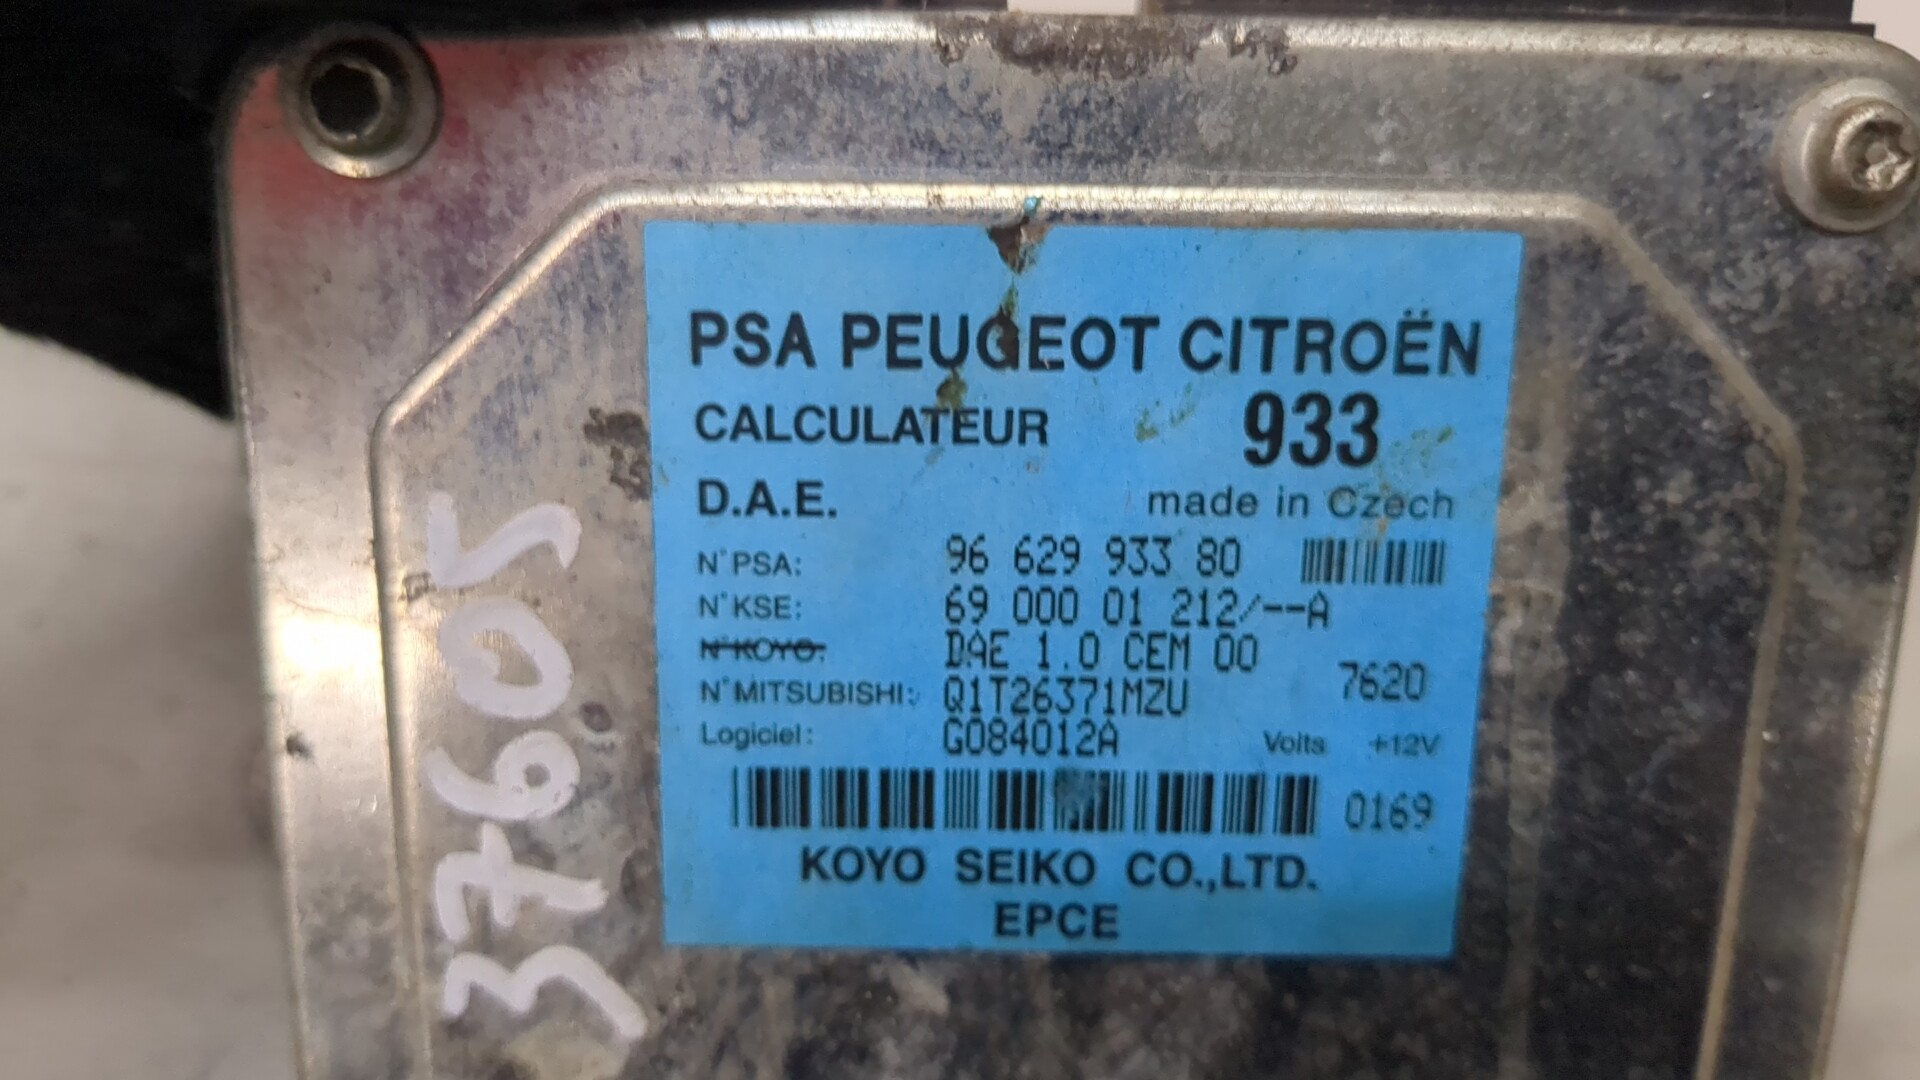 PSA PEUGEOT CITROËN
CALCULATEUR 933
D.A.E. made in Czech
N°PSA: 96 629 933 80
N°KSE: 69 000 01 212/--A
N°KOYO: DAE 1.0 CEM 00
7620
N°MITSUBISHI: Q1T26371MZU
Logiciel: G084012A Volts +12V
0169
KOYO SEIKO CO.,LTD.
EPCE
37605